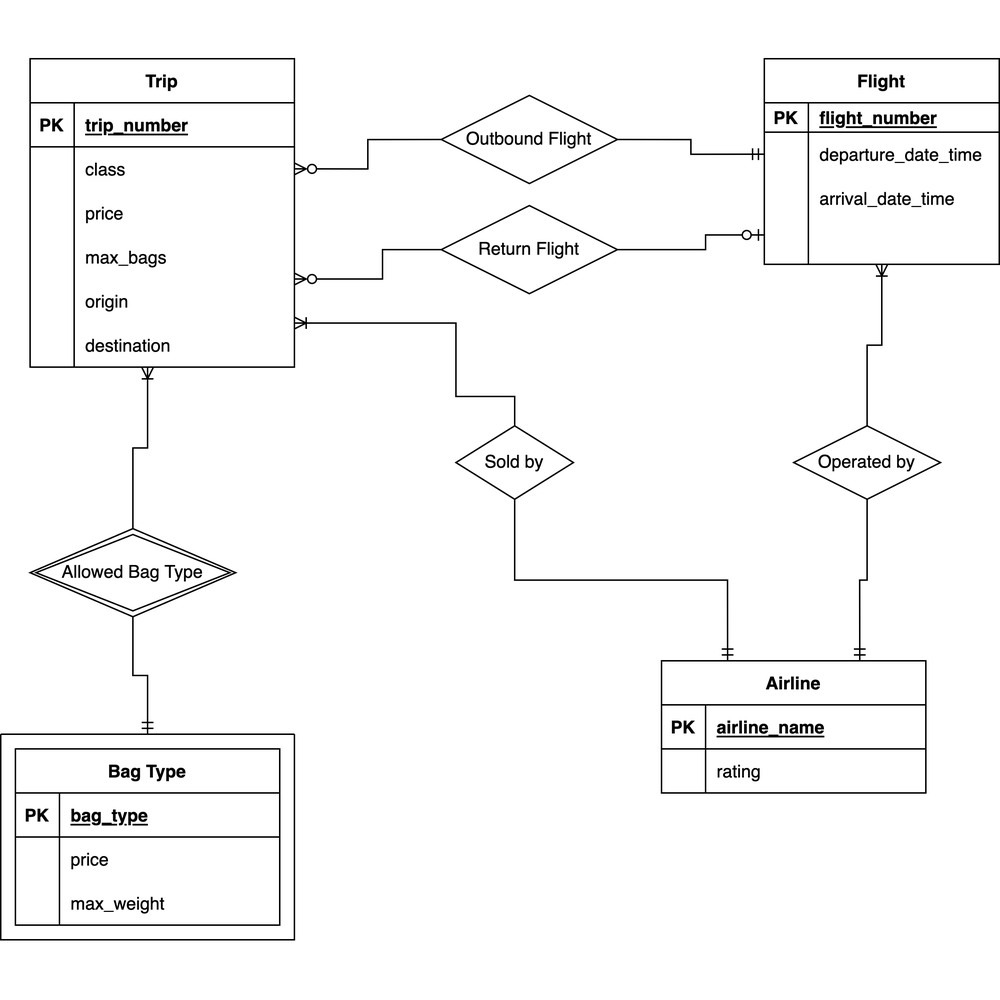 Trip
PK trip_number
class
price
max_bags
origin
destination
Outbound Flight
Return Flight
Flight
PK flight_number
departure_date_time
arrival_date_time
Sold by
Operated by
Allowed Bag Type
Airline
PK airline_name
rating
Bag Type
PK bag_type
price
max_weight